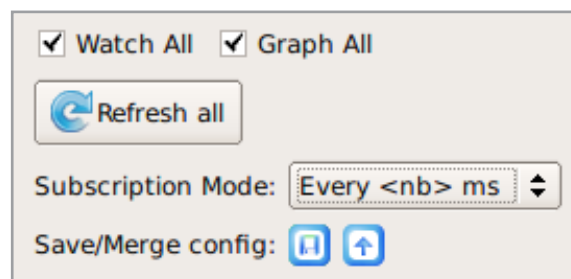 Watch All Graph All
Refresh all
Subscription Mode: Every <nb> ms
Save/Merge config: